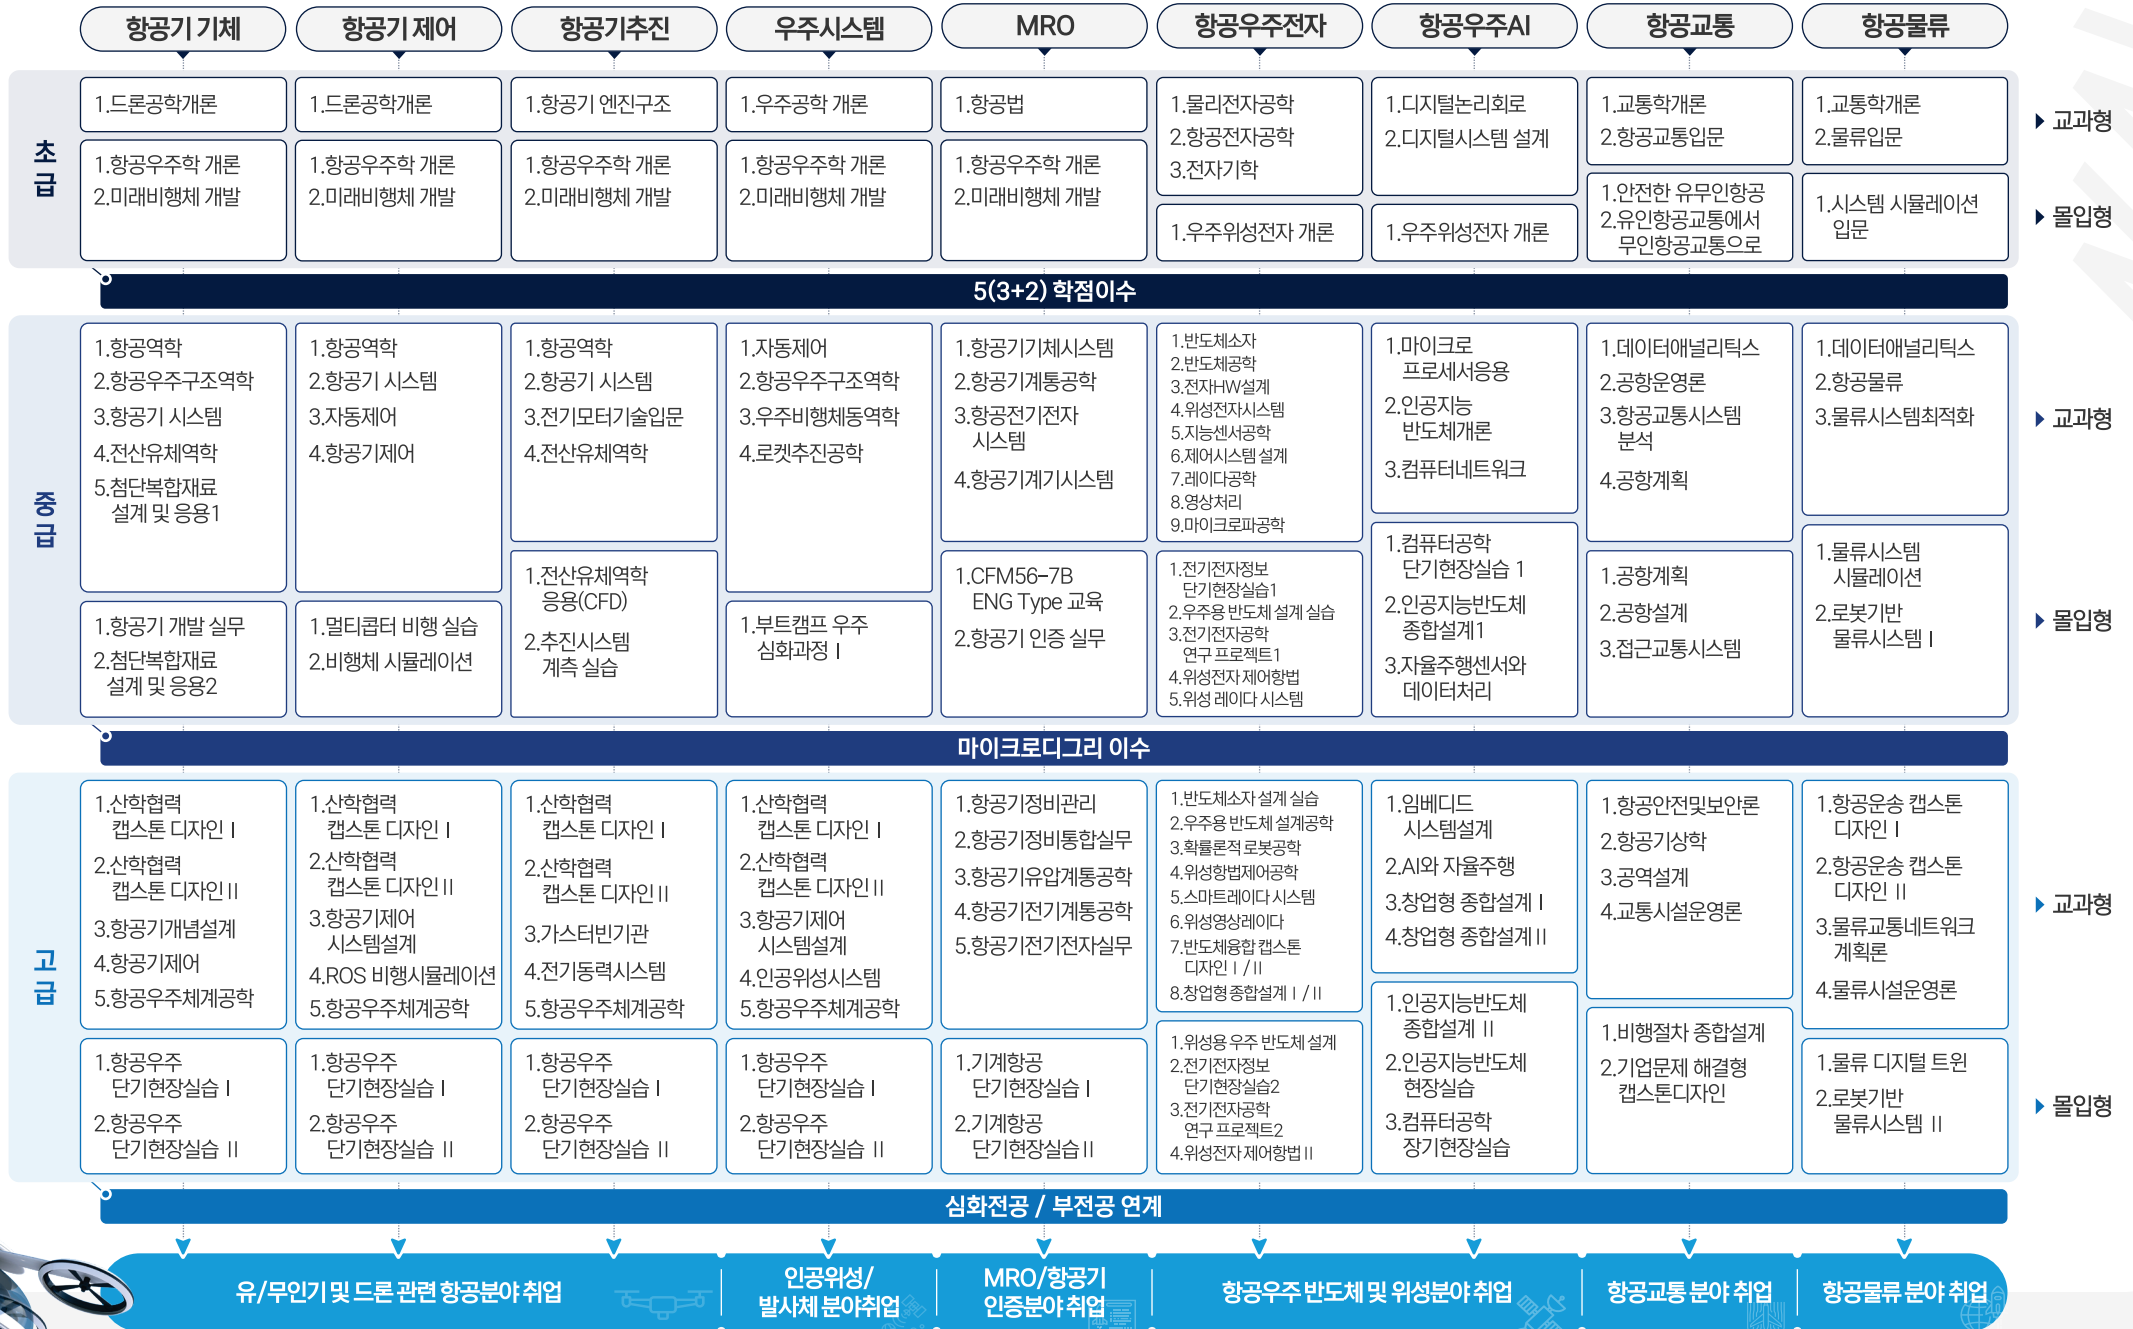 항공기 기체
항공기 제어
항공기추진
우주시스템
MRO
항공우주전자
항공우주AI
항공교통
항공물류
초급
1.드론공학개론
1.드론공학개론
1.항공기 엔진구조
1.우주공학 개론
1.항공법
1.물리전자공학
2.항공전자공학
3.전자기학
1.디지털논리회로
2.디지털시스템 설계
1.교통학개론
2.항공교통입문
1.교통학개론
2.물류입문
교과형
1.항공우주학 개론
2.미래비행체 개발
1.항공우주학 개론
2.미래비행체 개발
1.항공우주학 개론
2.미래비행체 개발
1.항공우주학 개론
2.미래비행체 개발
1.항공우주학 개론
2.미래비행체 개발
1.우주위성전자 개론
1.우주위성전자 개론
1.안전한 유무인항공
2.유인항공교통에서
무인항공교통으로
1.시스템 시뮬레이션
입문
몰입형
5(3+2) 학점이수
중급
1.항공역학
2.항공우주구조역학
3.항공기 시스템
4.전산유체역학
5.첨단복합재료
설계 및 응용1
1.항공역학
2.항공기 시스템
3.자동제어
4.항공기제어
1.항공역학
2.항공기 시스템
3.전기모터기술입문
4.전산유체역학
1.자동제어
2.항공우주구조역학
3.우주비행체동역학
4.로켓추진공학
1.항공기기체시스템
2.항공기계통공학
3.항공전기전자
시스템
4.항공기계기시스템
1.반도체소자
2.반도체공학
3.전자HW설계
4.위성전자시스템
5.지능센서공학
6.제어시스템 설계
7.레이다공학
8.영상처리
9.마이크로파공학
1.마이크로
프로세서응용
2.인공지능
반도체개론
3.컴퓨터네트워크
1.데이터애널리틱스
2.공항운영론
3.항공교통시스템
분석
4.공항계획
1.데이터애널리틱스
2.항공물류
3.물류시스템최적화
교과형
1.항공기 개발 실무
2.첨단복합재료
설계 및 응용2
1.멀티콥터 비행 실습
2.비행체 시뮬레이션
1.전산유체역학
응용(CFD)
2.추진시스템
계측 실습
1.부트캠프 우주
심화과정 I
1.CFM56-7B
ENG Type 교육
2.항공기 인증 실무
1.전기전자정보
단기현장실습1
2.우주용 반도체 설계 실습
3.전기전자공학
연구 프로젝트1
4.위성전자 제어항법
5.위성 레이다 시스템
1.컴퓨터공학
단기현장실습 1
2.인공지능반도체
종합설계1
3.자율주행센서와
데이터처리
1.공항계획
2.공항설계
3.접근교통시스템
1.물류시스템
시뮬레이션
2.로봇기반
물류시스템 I
몰입형
마이크로디그리 이수
고급
1.산학협력
캡스톤 디자인 I
2.산학협력
캡스톤 디자인 II
3.항공기개념설계
4.항공기제어
5.항공우주체계공학
1.산학협력
캡스톤 디자인 I
2.산학협력
캡스톤 디자인 II
3.항공기제어
시스템설계
4.ROS 비행시뮬레이션
5.항공우주체계공학
1.산학협력
캡스톤 디자인 I
2.산학협력
캡스톤 디자인 II
3.가스터빈기관
4.전기동력시스템
5.항공우주체계공학
1.산학협력
캡스톤 디자인 I
2.산학협력
캡스톤 디자인 II
3.항공기제어
시스템설계
4.인공위성시스템
5.항공우주체계공학
1.항공기정비관리
2.항공기정비통합실무
3.항공기유압계통공학
4.항공기전기계통공학
5.항공기전기전자실무
1.반도체소자 설계 실습
2.우주용 반도체 설계공학
3.확률론적 로봇공학
4.위성항법제어공학
5.스마트레이다 시스템
6.위성영상레이다
7.반도체융합 캡스톤
디자인 I / II
8.창업형 종합설계 I / II
1.임베디드
시스템설계
2.AI와 자율주행
3.창업형 종합설계 I
4.창업형 종합설계 II
1.항공안전및보안론
2.항공기상학
3.공역설계
4.교통시설운영론
1.항공운송 캡스톤
디자인 I
2.항공운송 캡스톤
디자인 II
3.물류교통네트워크
계획론
4.물류시설운영론
교과형
1.항공우주
단기현장실습 I
2.항공우주
단기현장실습 II
1.항공우주
단기현장실습 I
2.항공우주
단기현장실습 II
1.항공우주
단기현장실습 I
2.항공우주
단기현장실습 II
1.항공우주
단기현장실습 I
2.항공우주
단기현장실습 II
1.기계항공
단기현장실습 I
2.기계항공
단기현장실습 II
1.위성용 우주 반도체 설계
2.전기전자정보
단기현장실습2
3.전기전자공학
연구 프로젝트2
4.위성전자 제어항법 II
1.인공지능반도체
종합설계 II
2.인공지능반도체
현장실습
3.컴퓨터공학
장기현장실습
1.비행절차 종합설계
2.기업문제 해결형
캡스톤디자인
1.물류 디지털 트윈
2.로봇기반
물류시스템 II
몰입형
심화전공 / 부전공 연계
유/무인기 및 드론 관련 항공분야 취업
인공위성/
발사체 분야취업
MRO/항공기
인증분야 취업
항공우주 반도체 및 위성분야 취업
항공교통 분야 취업
항공물류 분야 취업